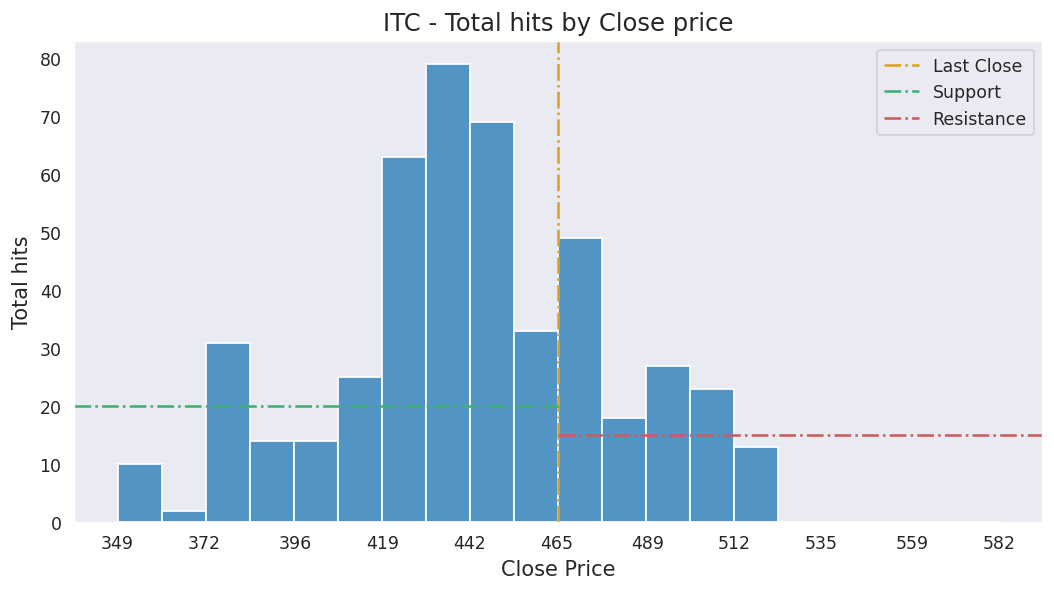 ITC - Total hits by Close price
Last Close
Support
Resistance
Total hits
80
70
60
50
40
30
20
10
0
349 372 396 419 442 465 489 512 535 559 582
Close Price